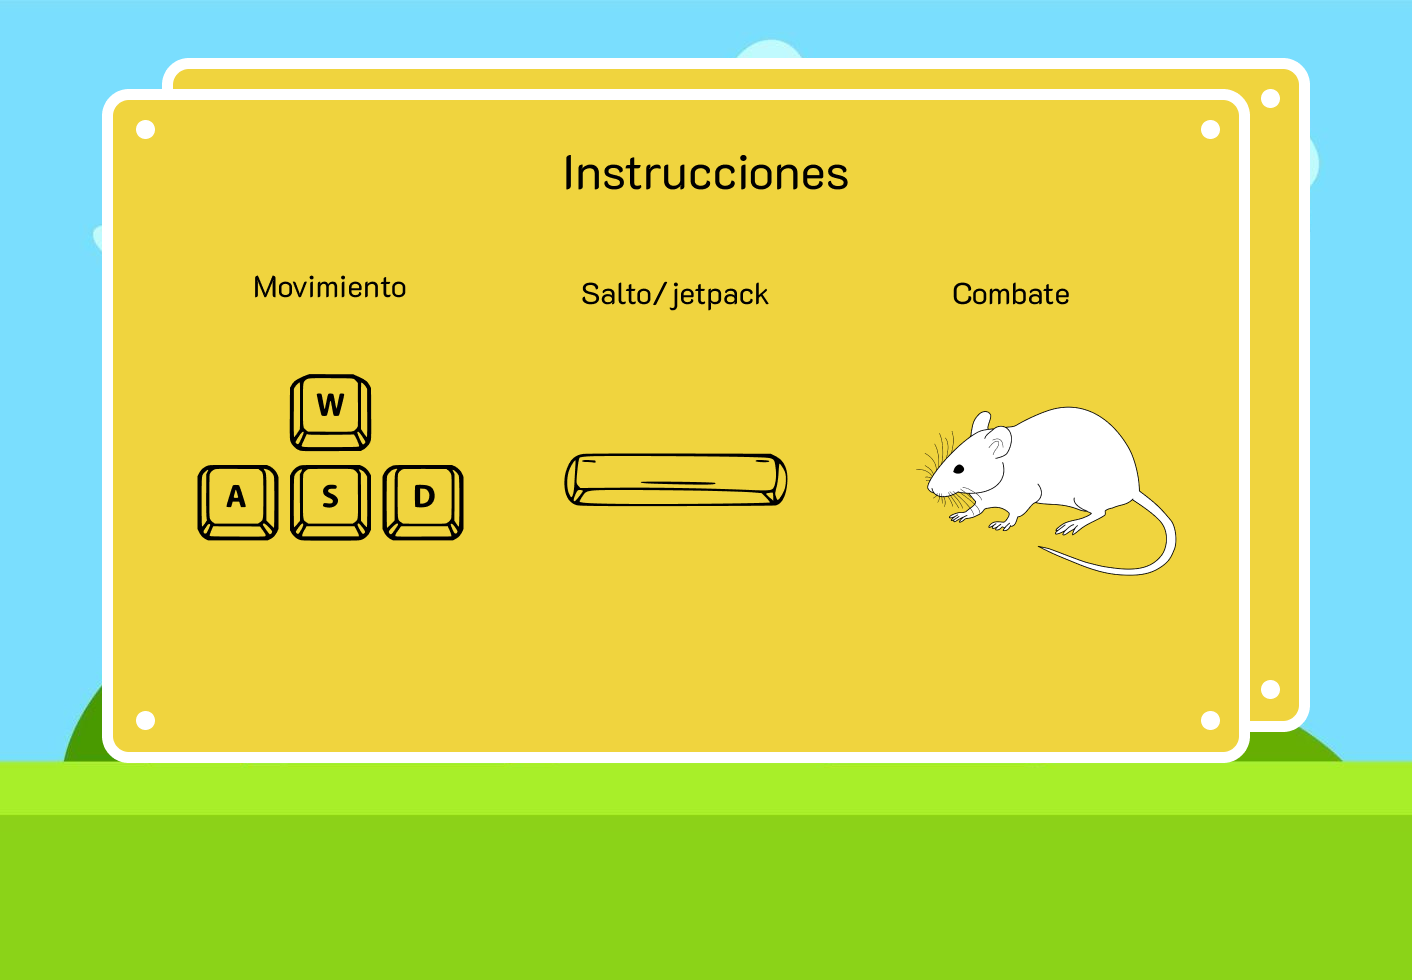 Instrucciones
Movimiento
Salto/jetpack
Combate
W
A S D